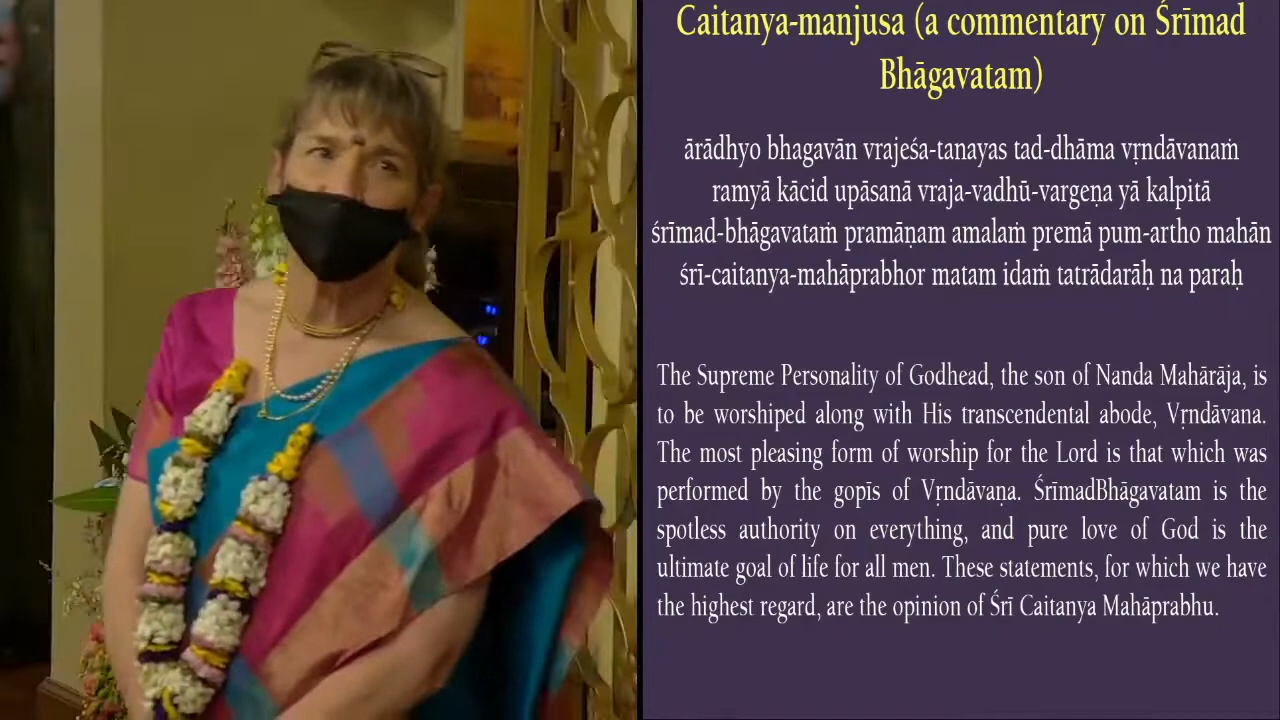 Caitanya-manjusa (a commentary on Śrīmad
Bhāgavatam)
ārādhyo bhagavān vrajeśa-tanayas tad-dhāma vṛndāvanaṁ
ramyā kācid upāsanā vraja-vadhū-vargeṇa yā kalpitā
śrīmad-bhāgavataṁ pramāṇam amalaṁ premā pum-artho mahān
śrī-caitanya-mahāprabhor matam idaṁ tatrādarāḥ na paraḥ
The Supreme Personality of Godhead, the son of Nanda Mahārāja, is
to be worshiped along with His transcendental abode, Vṛndāvana.
The most pleasing form of worship for the Lord is that which was
performed by the gopīs of Vṛndāvaṇa. ŚrīmadBhāgavatam is the
spotless authority on everything, and pure love of God is the
ultimate goal of life for all men. These statements, for which we have
the highest regard, are the opinion of Śrī Caitanya Mahāprabhu.